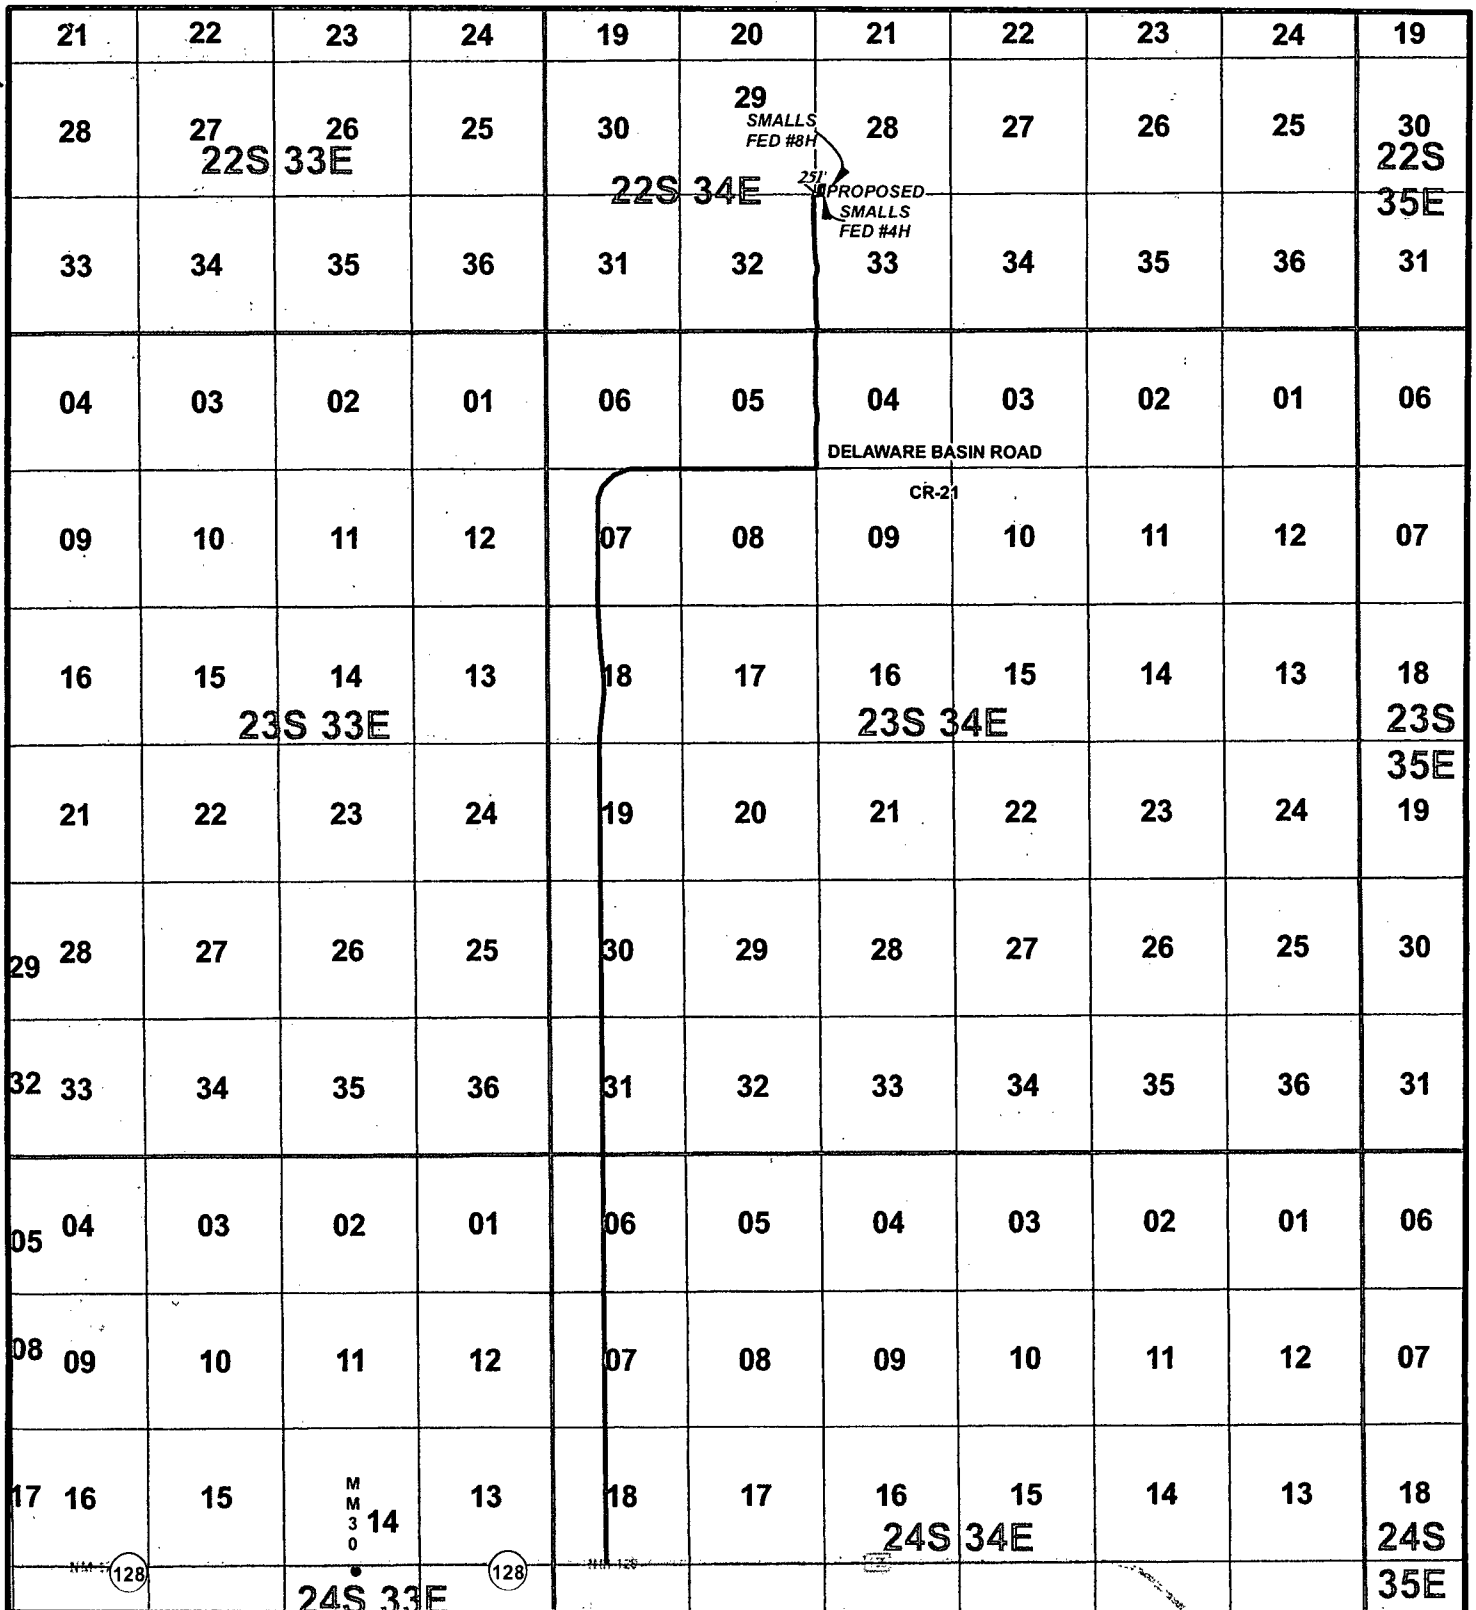 21 22 23 24 19 20 21 22 23 24 19
29
SMALLS
FED #8H
28 27 26 25 30 28 27 26 25 30
22S 33E
22S
251'
22S 34E
PROPOSED
35E
SMALLS
FED #4H
33 34 35 36 31 32 33 34 35 36 31
04 03 02 01 06 05 04 03 02 01 06
DELAWARE BASIN ROAD
CR-21
09 10 11 12 07 08 09 10 11 12 07
16 15 14 13 18 17 16 15 14 13 18
23S 33E
23S 34E
23S
35E
21 22 23 24 19 20 21 22 23 24 19
29 28 27 26 25 30 29 28 27 26 25 30
32 33 34 35 36 31 32 33 34 35 36 31
05 04 03 02 01 06 05 04 03 02 01 06
08 09 10 11 12 07 08 09 10 11 12 07
MM30
17 16 15 14 13 18 17 16 15 14 13 18
24S 34E
24S
128
128
NM 128
35E
24S 33E